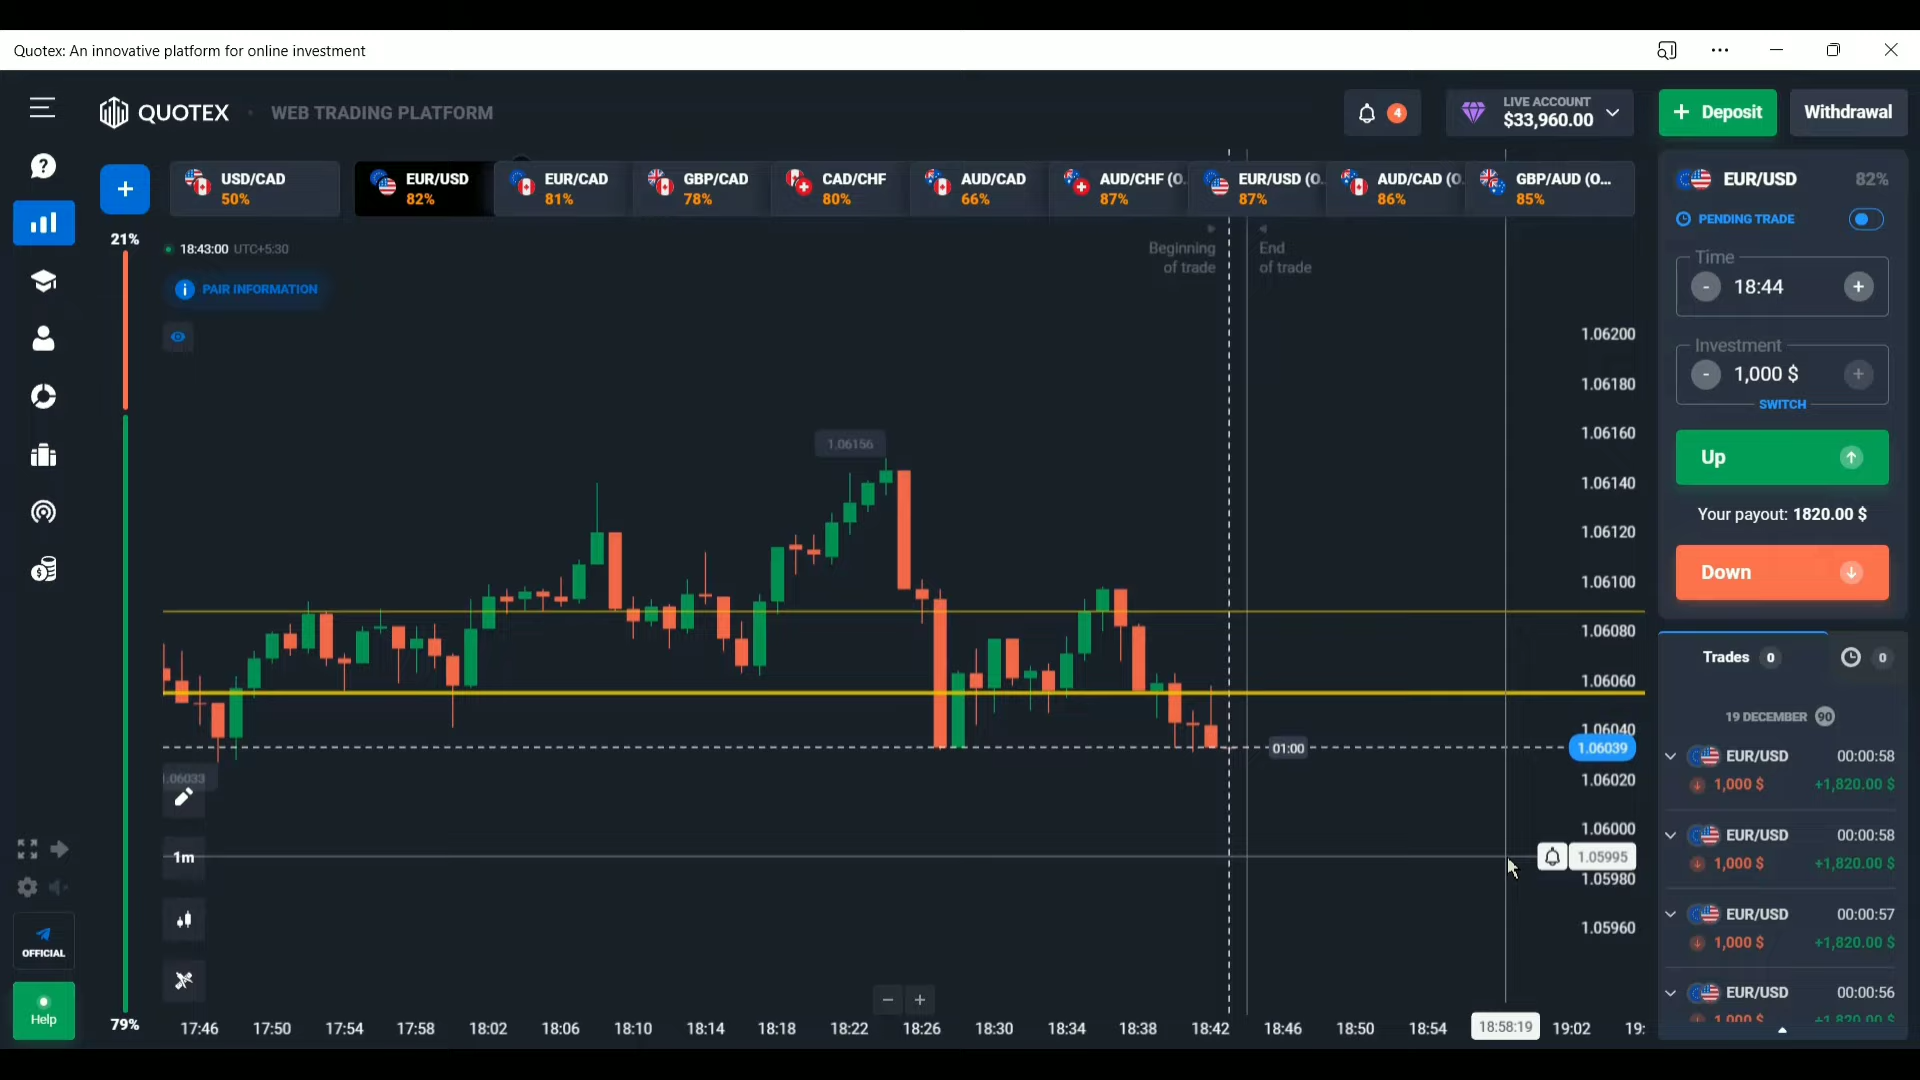 Quotex: An innovative platform for online investment
QUOTEX WEB TRADING PLATFORM
4
LIVE ACCOUNT
$33,960.00
+ Deposit
Withdrawal
+
USD/CAD
50%
EUR/USD
82%
EUR/CAD
81%
GBP/CAD
78%
CAD/CHF
80%
AUD/CAD
66%
AUD/CHF (O.
87%
EUR/USD (O.
87%
AUD/CAD (O.
86%
GBP/AUD (O...
85%
21%
18:43:00 UTC+5:30
PAIR INFORMATION
Beginning
of trade
End
of trade
1.06200
1.06180
1.06160
1.06140
1.06120
1.06100
1.06080
1.06060
1.06040
1.06039
1.06020
1.06000
1.05995
1.05980
1.05960
1.06156
01:00
1.06033
1m
79%
17:46 17:50 17:54 17:58 18:02 18:06 18:10 18:14 18:18 18:22 18:26 18:30 18:34 18:38 18:42 18:46 18:50 18:54 18:58:19 19:02 19:
OFFICIAL
Help
EUR/USD 82%
PENDING TRADE
Time
- 18:44 +
Investment
- 1,000 $ +
SWITCH
Up
Your payout: 1820.00 $
Down
Trades 0
0
19 DECEMBER 90
EUR/USD 00:00:58
1,000 $ +1,820.00 $
EUR/USD 00:00:58
1,000 $ +1,820.00 $
EUR/USD 00:00:57
1,000 $ +1,820.00 $
EUR/USD 00:00:56
1,000 $ +1,820.00 $